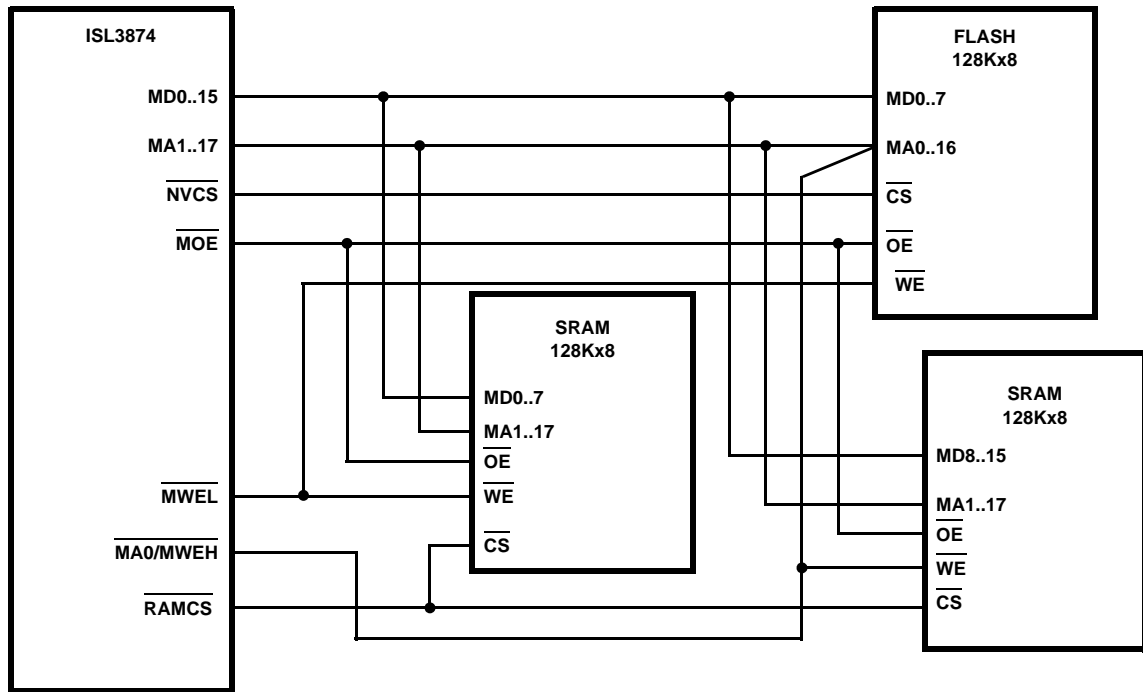 ISL3874
MD0..15
MA1..17
NVCS
MOE
MWEL
MA0/MWEH
RAMCS
FLASH
128Kx8
MD0..7
MA0..16
CS
OE
WE
SRAM
128Kx8
MD0..7
MA1..17
OE
WE
CS
SRAM
128Kx8
MD8..15
MA1..17
OE
WE
CS